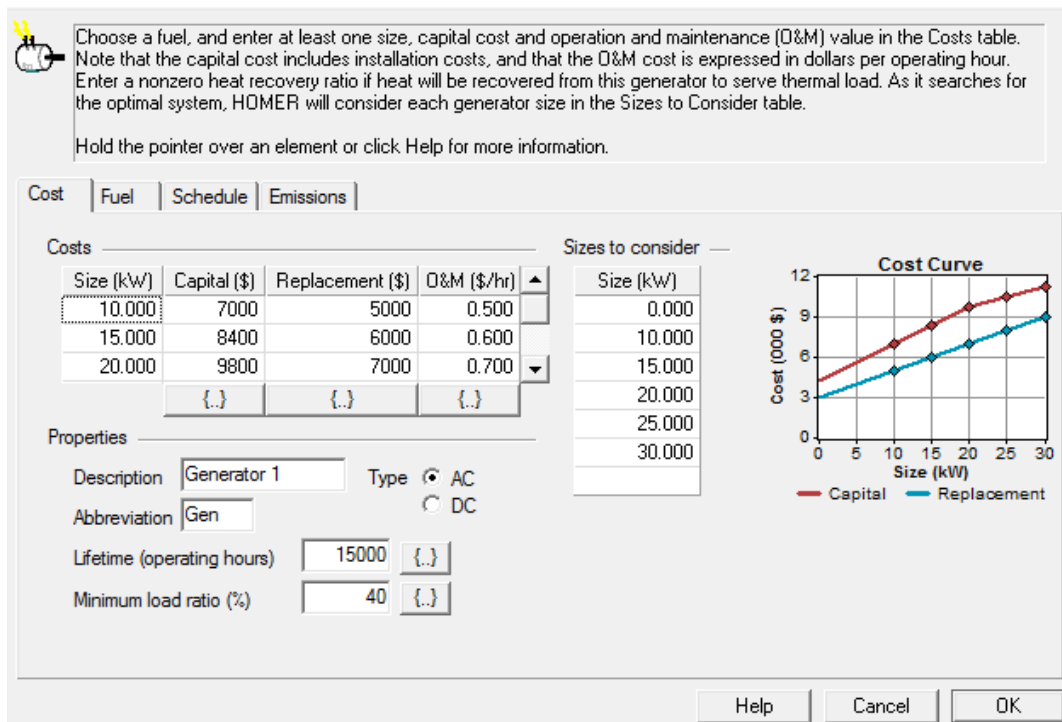 Choose a fuel, and enter at least one size, capital cost and operation and maintenance (O&M) value in the Costs table.
Note that the capital cost includes installation costs, and that the O&M cost is expressed in dollars per operating hour.
Enter a nonzero heat recovery ratio if heat will be recovered from this generator to serve thermal load. As it searches for
the optimal system, HOMER will consider each generator size in the Sizes to Consider table.
Hold the pointer over an element or click Help for more information.
Cost Fuel Schedule Emissions
Costs
Size (kW) Capital ($) Replacement ($) O&M ($/hr)
10.000 7000 5000 0.500
15.000 8400 6000 0.600
20.000 9800 7000 0.700
{..} {..} {..}
Sizes to consider
Size (kW)
0.000
10.000
15.000
20.000
25.000
30.000
Cost Curve
Cost (000 $)
12
9
6
3
0
0 5 10 15 20 25 30
Size (kW)
Capital Replacement
Properties
Description Generator 1 Type AC
DC
Abbreviation Gen
Lifetime (operating hours) 15000 {..}
Minimum load ratio (%) 40 {..}
Help Cancel OK